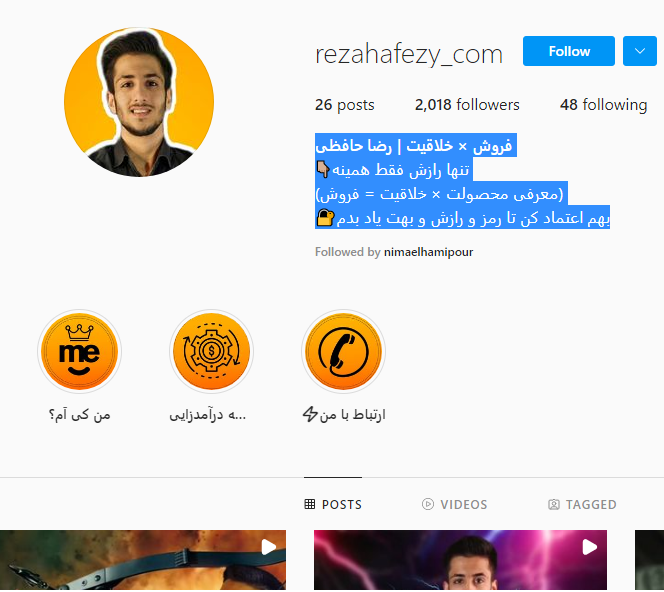 rezahafezy_com
Follow
26 posts 2,018 followers 48 following
فروش × خلاقیت | رضا حافظی
تنها رازش فقط همینه👇🏽
(معرفی محصولت × خلاقیت = فروش)
بهم اعتماد کن تا رمز و رازش و بهت یاد بدم🔐
Followed by nimaelhamipour
me
$
من کی آم؟
ه درآمدزایی...
ارتباط با من⚡
POSTS VIDEOS TAGGED